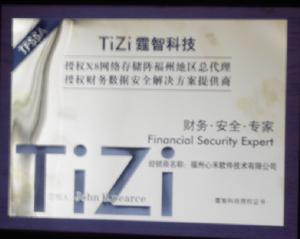 TPSSA
TiZi 霆智科技
授权X8网络存储阵福州地区总代理
授权财务数据安全解决方案提供商
财务·安全·专家
Financial Security Expert
TiZi
经销商名称：福州心禾软件技术有限公司
John
霆智科技授权证书